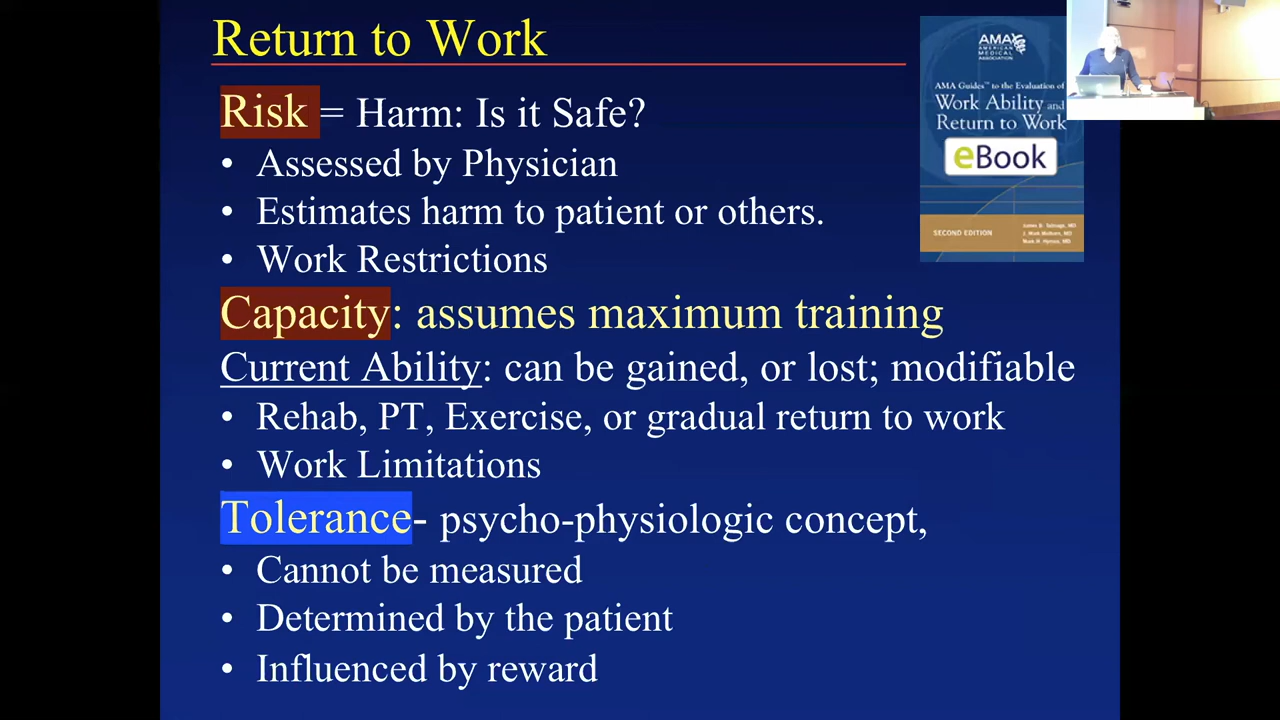 Return to Work
Risk = Harm: Is it Safe?
• Assessed by Physician
• Estimates harm to patient or others.
• Work Restrictions
Capacity: assumes maximum training
Current Ability: can be gained, or lost; modifiable
• Rehab, PT, Exercise, or gradual return to work
• Work Limitations
Tolerance- psycho-physiologic concept,
• Cannot be measured
• Determined by the patient
• Influenced by reward
AMA
AMERICAN
MEDICAL
ASSOCIATION
AMA Guides™ to the Evaluation of
Work Ability and
Return to Work
eBook
SECOND EDITION